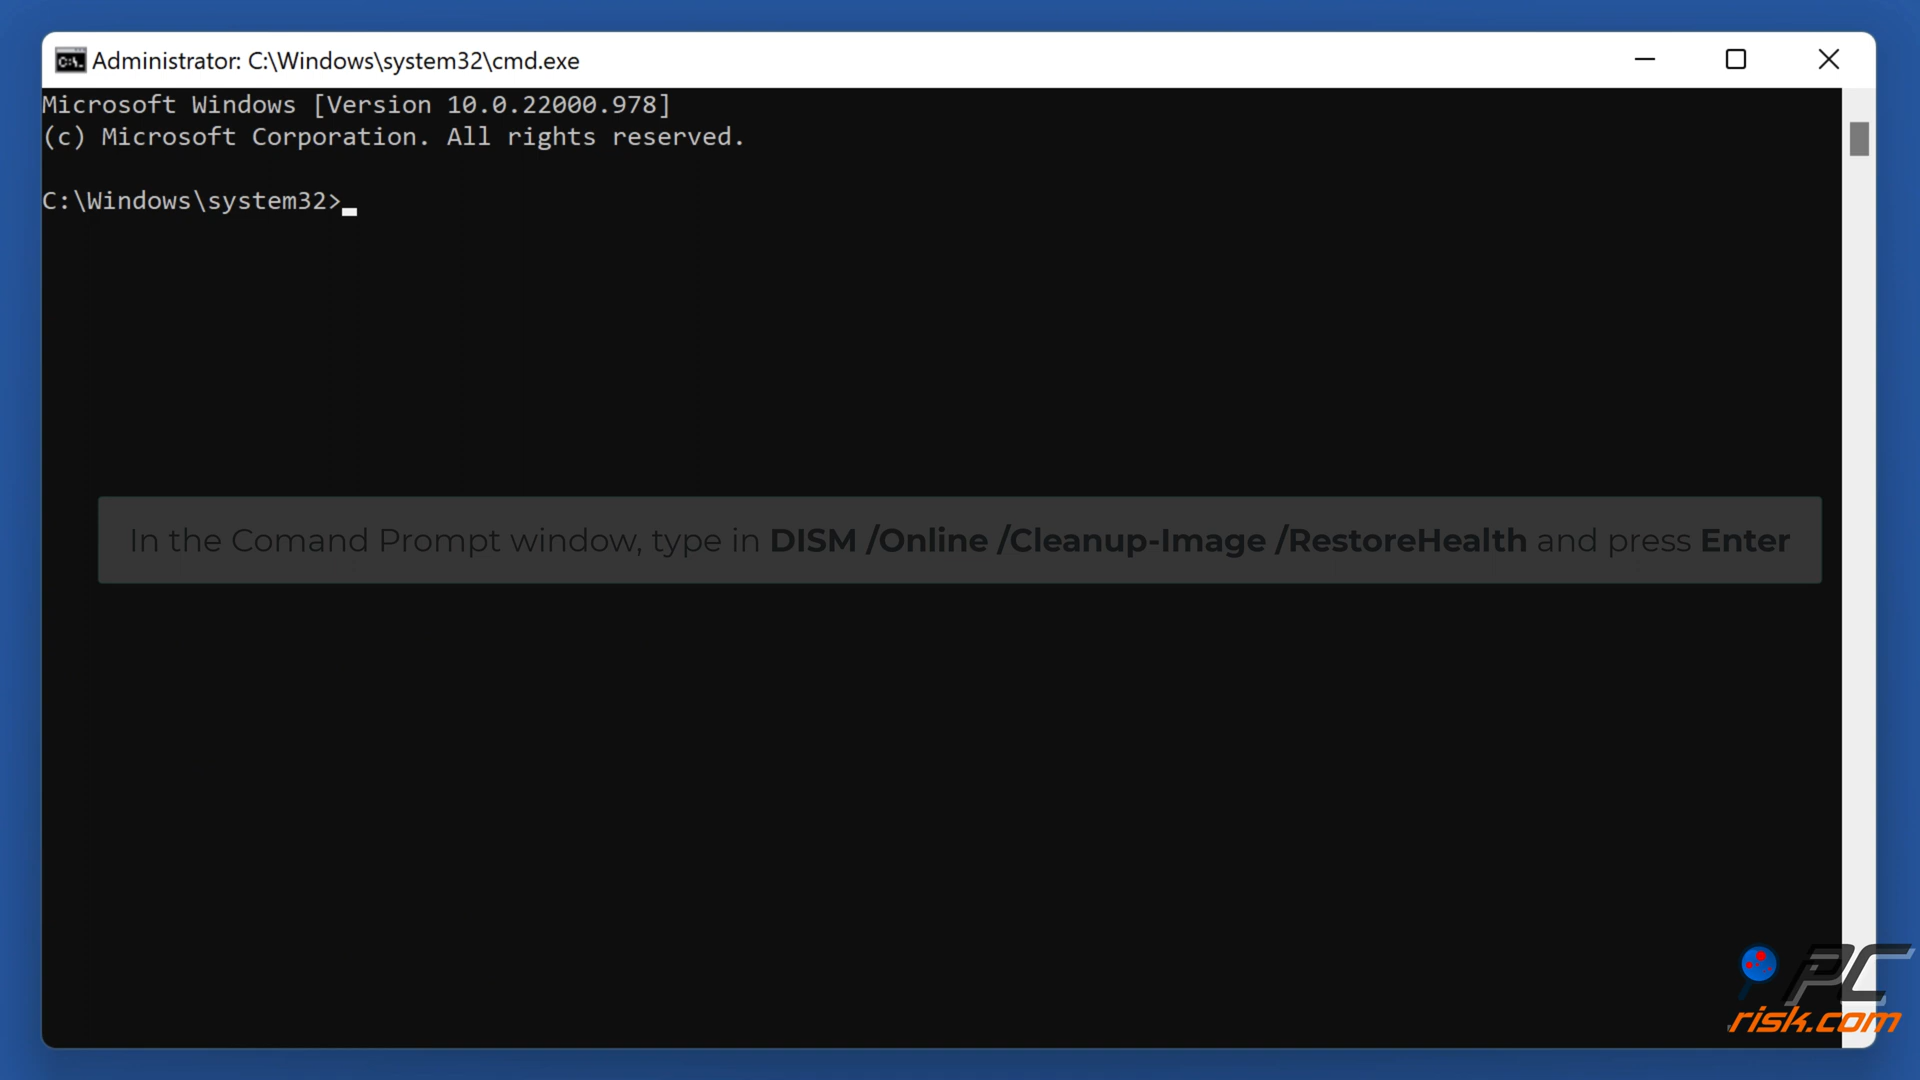 Administrator: C:\Windows\system32\cmd.exe
Microsoft Windows [Version 10.0.22000.978]
(c) Microsoft Corporation. All rights reserved.
C:\Windows\system32>
In the Comand Prompt window, type in DISM /Online /Cleanup-Image /RestoreHealth and press Enter
PC
risk.com